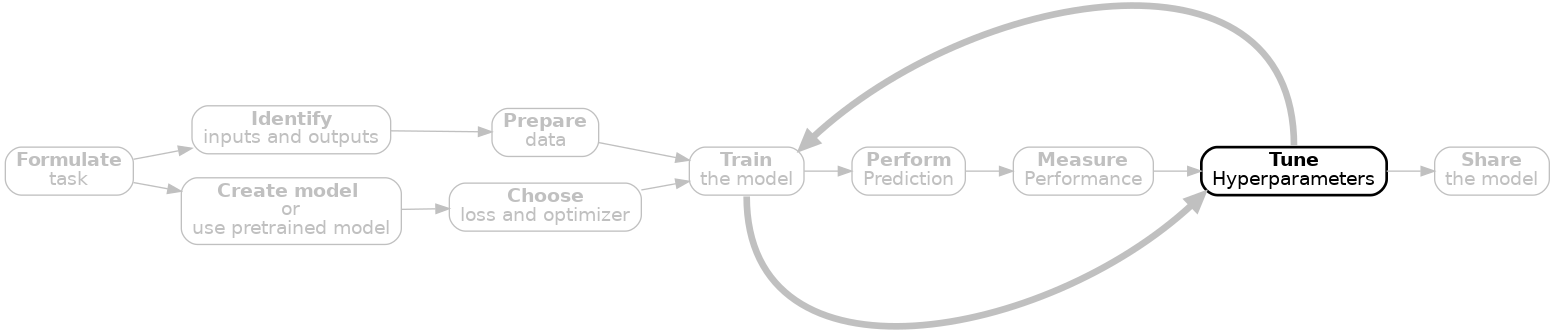 Formulate
task
Identify
inputs and outputs
Create model
or
use pretrained model
Prepare
data
Choose
loss and optimizer
Train
the model
Perform
Prediction
Measure
Performance
Tune
Hyperparameters
Share
the model